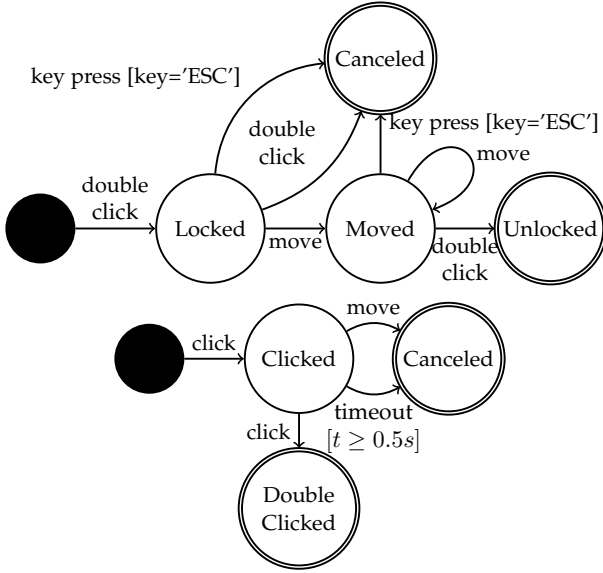 Canceled
key press [key='ESC']
double
click
key press [key='ESC']
move
double
click
Locked
move
Moved
double
click
Unlocked
move
click
Clicked
Canceled
timeout
[t ≥ 0.5s]
click
Double
Clicked